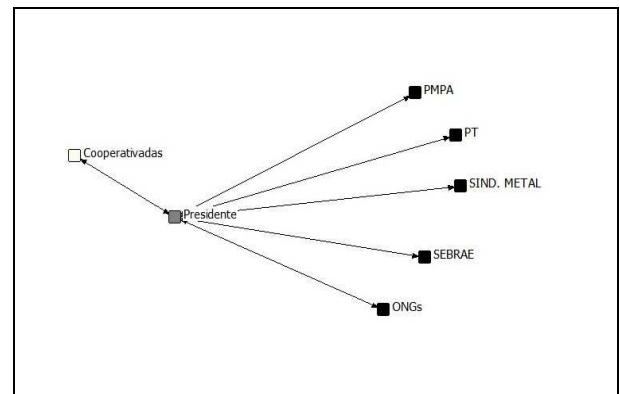 PMPA
PT
Cooperativadas
SIND. METAL
Presidente
SEBRAE
ONGs